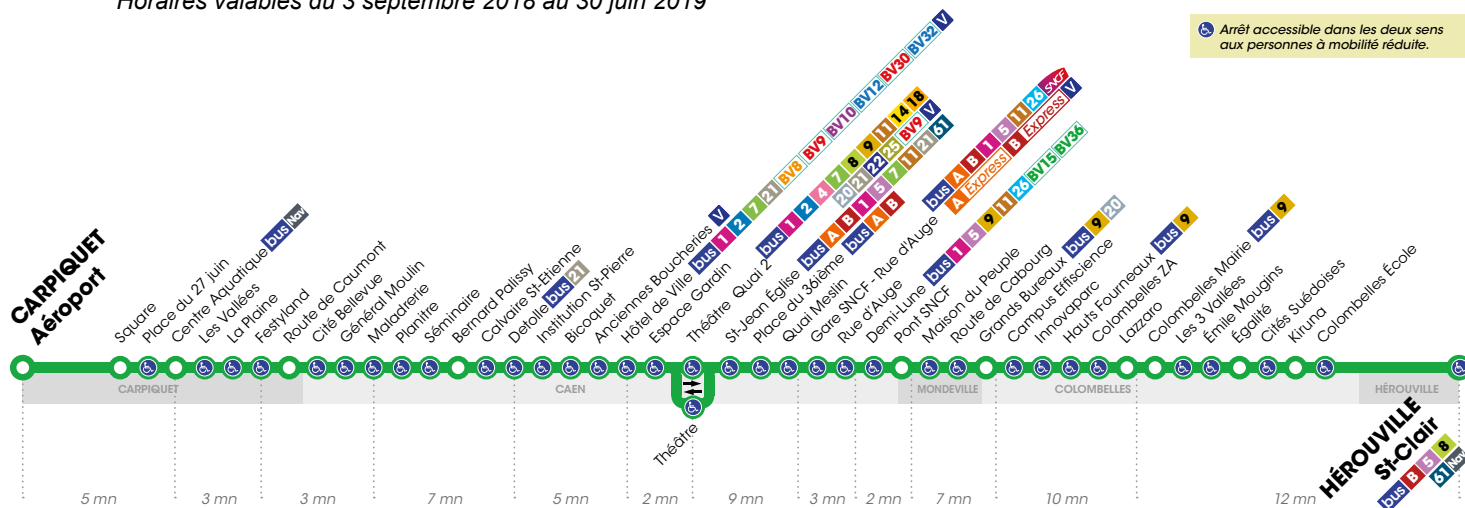 Horaires valables du 3 septembre 2018 au 30 juin 2019
Arrêt accessible dans les deux sens
aux personnes à mobilité réduite.
CARPIQUET
Aéroport
Square
Place du 27 juin
Centre Aquatique bus Nav
Les Vallées
La Plaine
Festyland
Route de Caumont
Cité Bellevue
Général Moulin
Maladrerie
Planitre
Séminaire
Bernard Palissy
Calvaire St-Etienne
Detolle bus 21
Institution St-Pierre
Bicoquet
Anciennes Boucheries V
Hôtel de Ville bus 1 2 7 21 BV8 BV9 BV10 BV12 BV30 BV32 V
Espace Gardin
Théâtre Quai 2 bus 1 2 4 7 8 9 11 14 18
20 21 22 25 BV9 V
St-Jean Église bus A B 1 5 7 11 21 61
Place du 36ième bus A B
Quai Meslin
Gare SNCF - Rue d'Auge bus A B 1 5 11 26 SNCF
A Express B Express V
Rue d'Auge
Demi-Lune bus 1 5 9 11 26 BV15 BV36
Pont SNCF
Maison du Peuple
Route de Cabourg
Grands Bureaux bus 9 20
Campus Effiscience
Innovaparc
Hauts Fourneaux bus 9
Colombelles ZA
Lazzaro
Colombelles Mairie bus 9
Les 3 Vallées
Émile Mougins
Égalité
Cités Suédoises
Kiruna
Colombelles École
CARPIQUET
CAEN
MONDEVILLE
COLOMBELLES
HÉROUVILLE
Théâtre
HÉROUVILLE
St-Clair
bus B 5 8
61 Nav
5 mn
3 mn
3 mn
7 mn
5 mn
2 mn
9 mn
3 mn
2 mn
7 mn
10 mn
12 mn